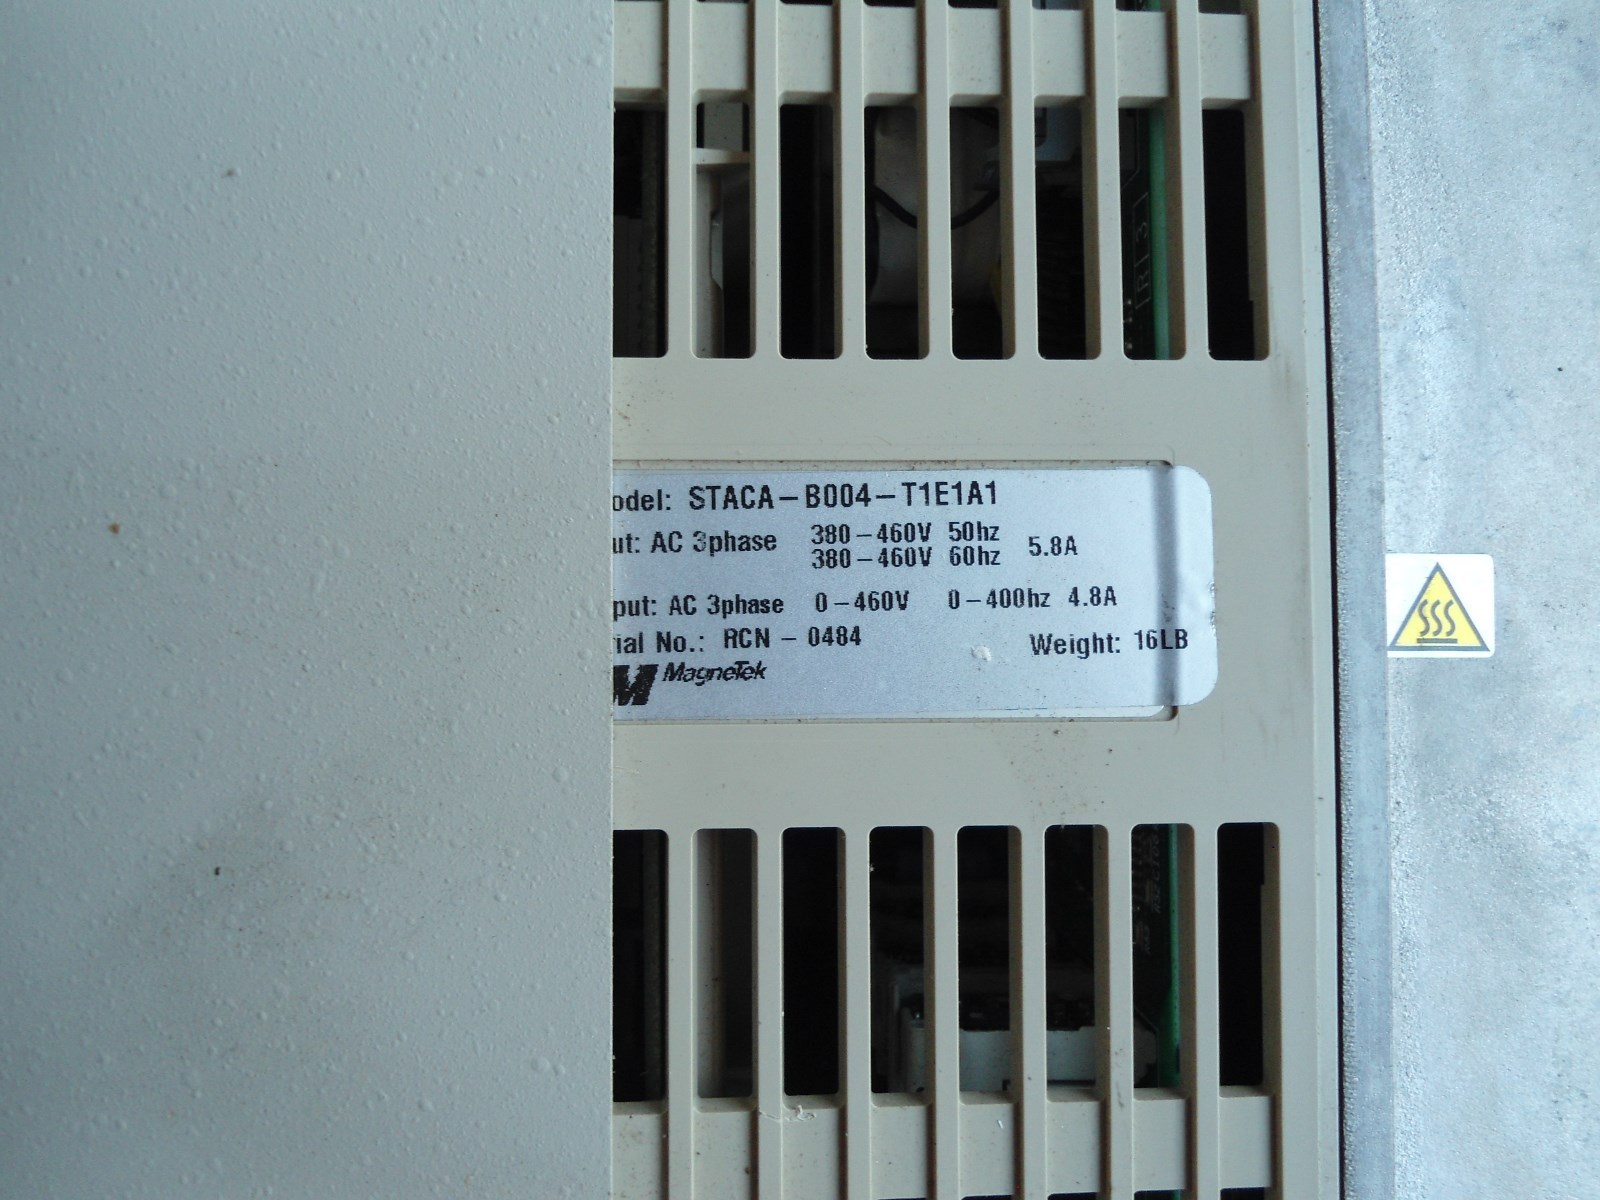 odel: STACA-B004-T1E1A1
ut: AC 3phase 380-460V 50hz 5.8A
380-460V 60hz
put: AC 3phase 0-460V 0-400hz 4.8A
ial No.: RCN - 0484
Weight: 16LB
MagneTek
R 3